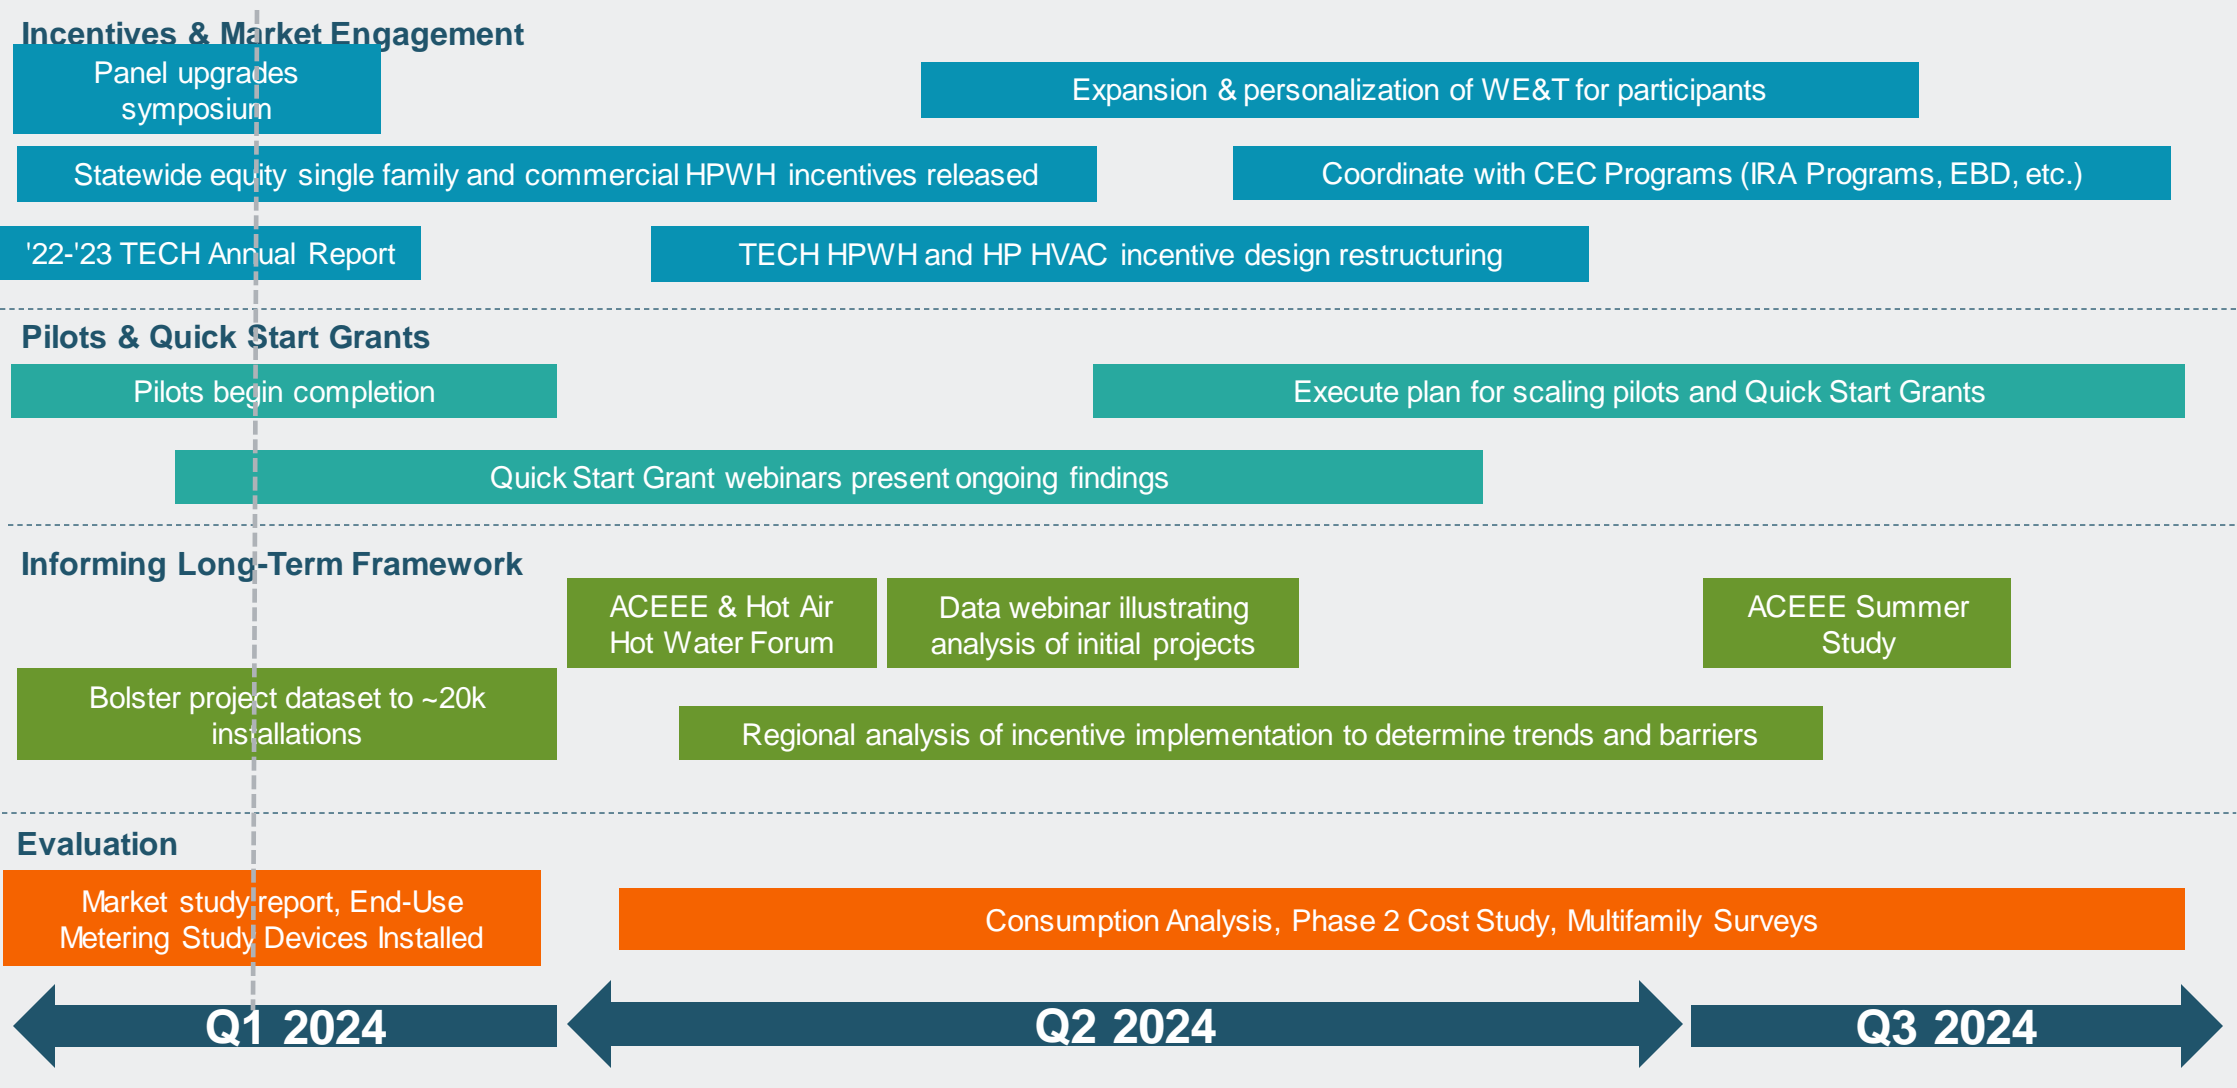 Incentives & Market Engagement
Panel upgrades
symposium
Expansion & personalization of WE&T for participants
Statewide equity single family and commercial HPWH incentives released
Coordinate with CEC Programs (IRA Programs, EBD, etc.)
'22-'23 TECH Annual Report
TECH HPWH and HP HVAC incentive design restructuring
Pilots & Quick Start Grants
Pilots begin completion
Execute plan for scaling pilots and Quick Start Grants
Quick Start Grant webinars present ongoing findings
Informing Long-Term Framework
ACEEE & Hot Air
Hot Water Forum
Data webinar illustrating
analysis of initial projects
ACEEE Summer
Study
Bolster project dataset to ~20k
installations
Regional analysis of incentive implementation to determine trends and barriers
Evaluation
Market study report, End-Use
Metering Study Devices Installed
Consumption Analysis, Phase 2 Cost Study, Multifamily Surveys
Q1 2024
Q2 2024
Q3 2024